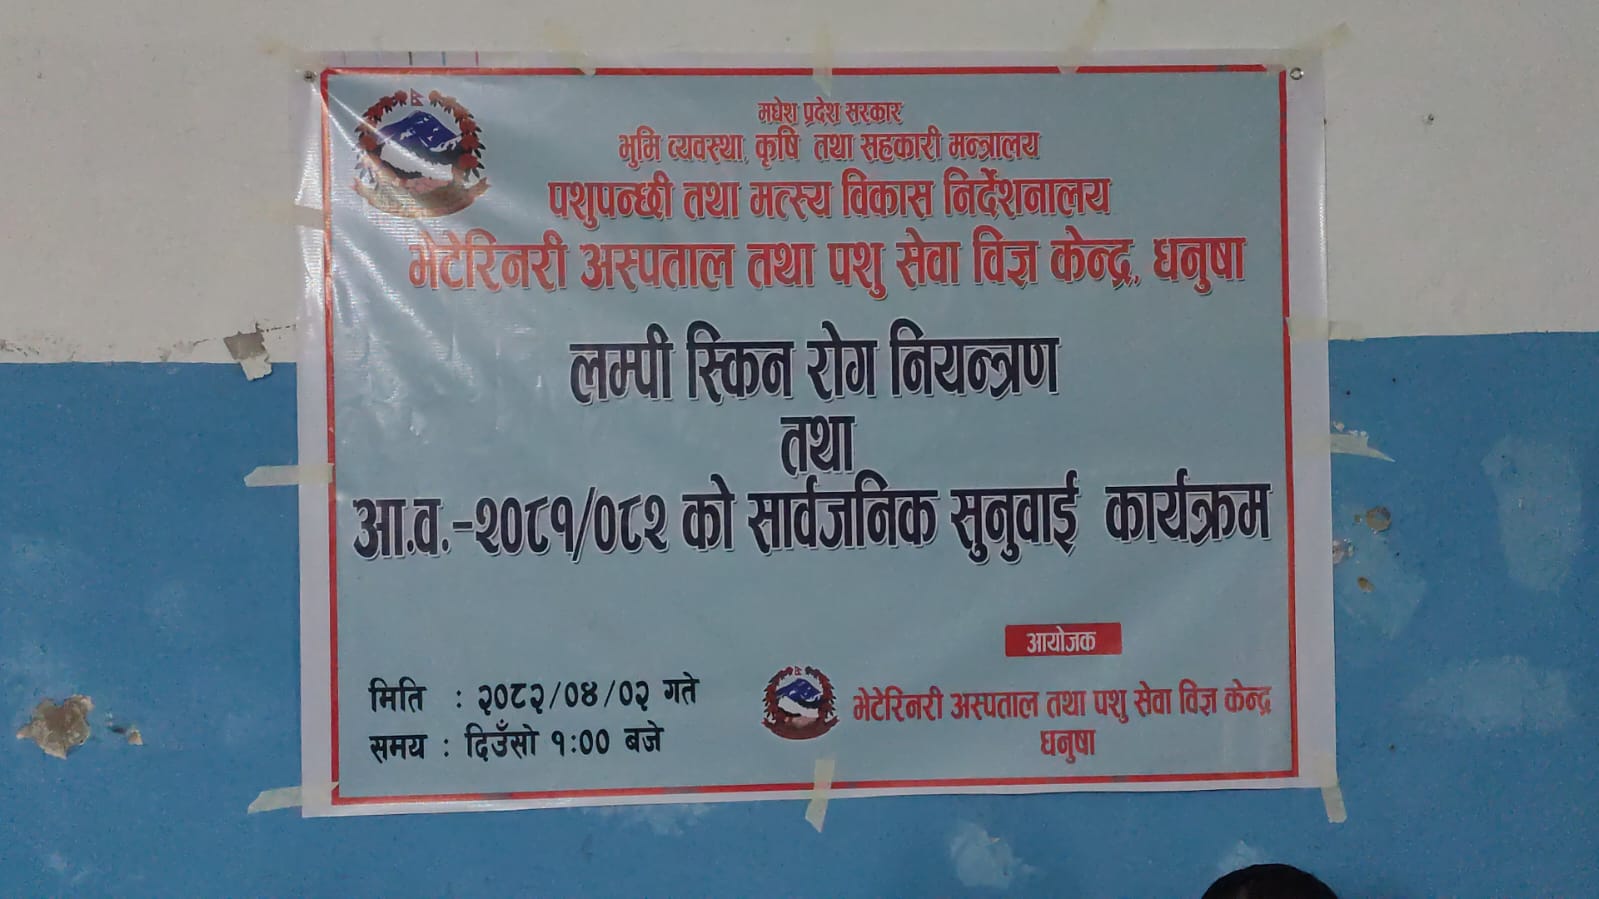 मधेश प्रदेश सरकार
भुमि व्यवस्था, कृषि तथा सहकारी मन्त्रालय
पशुपन्छी तथा मत्स्य विकास निर्देशनालय
भेटेरिनरी अस्पताल तथा पशु सेवा विज्ञ केन्द्र, धनुषा
लम्पी स्किन रोग नियन्त्रण
तथा
आ.व.-२०८१/०८२ को सार्वजनिक सुनुवाई कार्यक्रम
आयोजक
मिति : २०८२/०४/०२ गते
समय : दिउँसो १:०० बजे
भेटेरिनरी अस्पताल तथा पशु सेवा विज्ञ केन्द्र
धनुषा